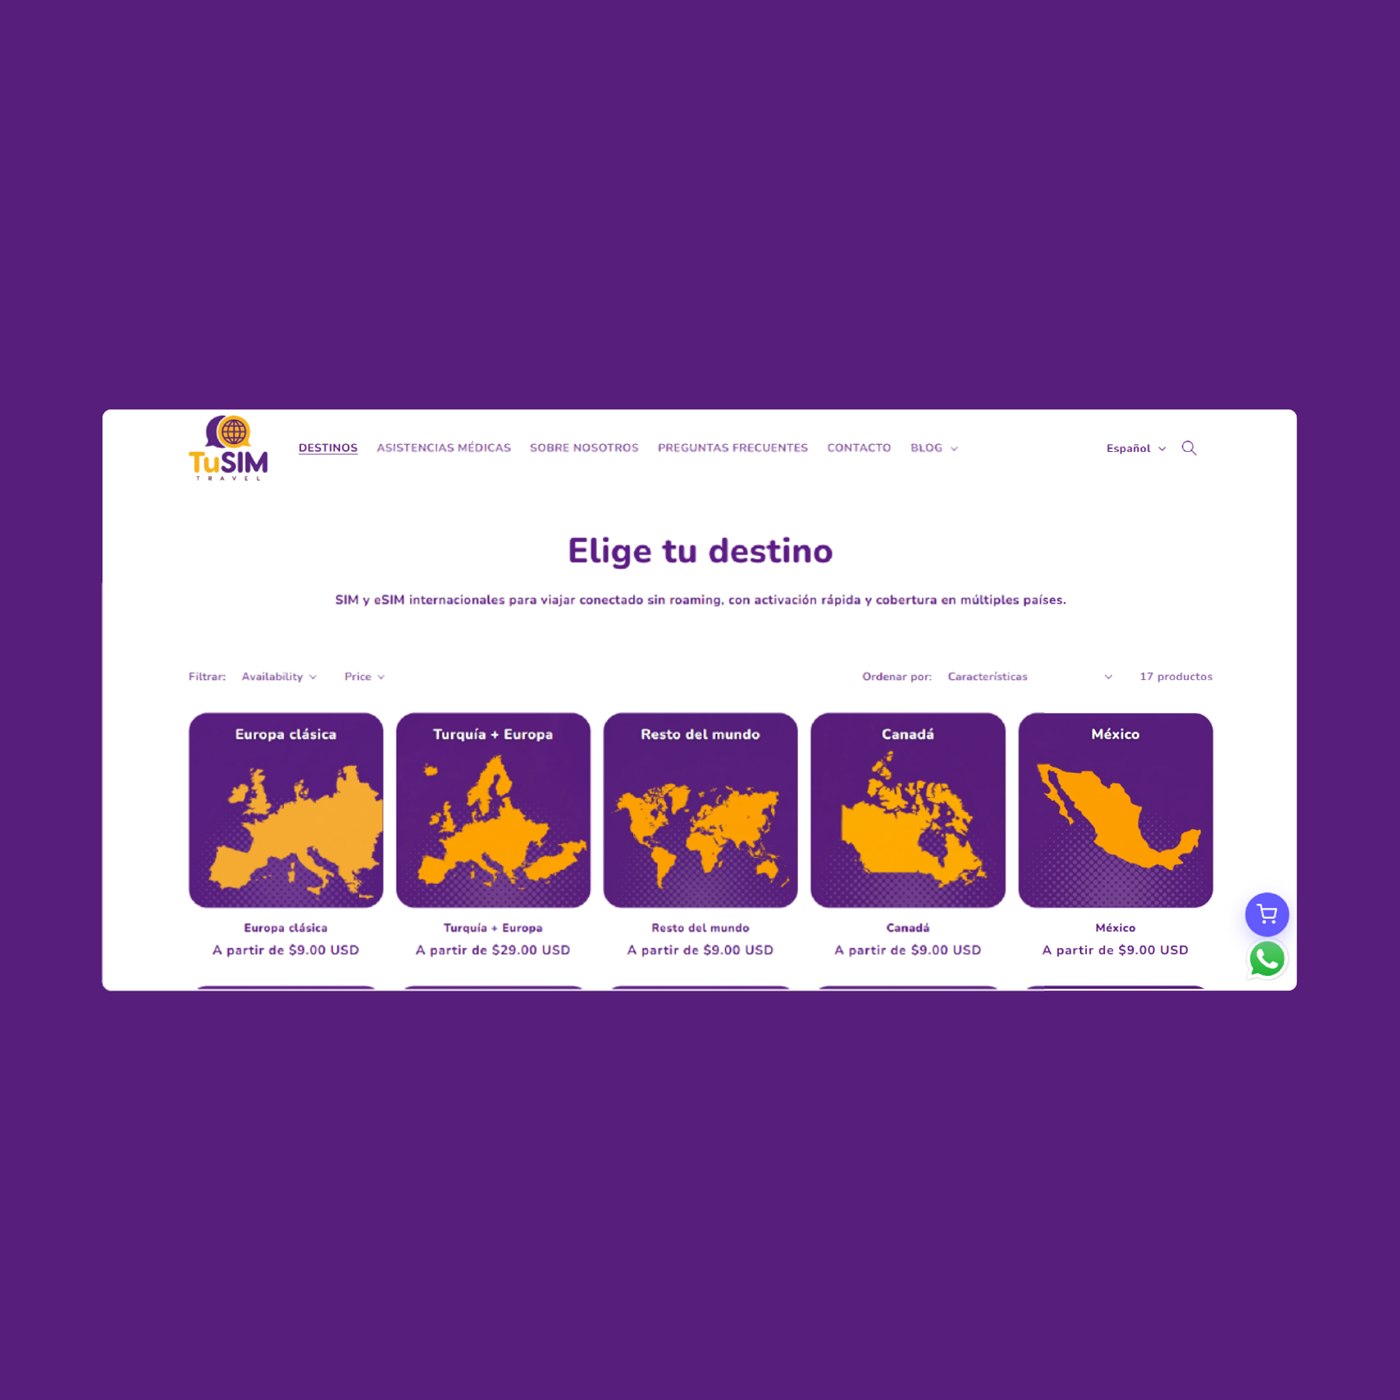 TuSIM
TRAVEL
DESTINOS ASISTENCIAS MÉDICAS SOBRE NOSOTROS PREGUNTAS FRECUENTES CONTACTO BLOG Español
Elige tu destino
SIM y eSIM internacionales para viajar conectado sin roaming, con activación rápida y cobertura en múltiples países.
Filtrar: Availability Price Ordenar por: Características 17 productos
Europa clásica Turquía + Europa Resto del mundo Canadá México
Europa clásica Turquía + Europa Resto del mundo Canadá México
A partir de $9.00 USD A partir de $29.00 USD A partir de $9.00 USD A partir de $9.00 USD A partir de $9.00 USD